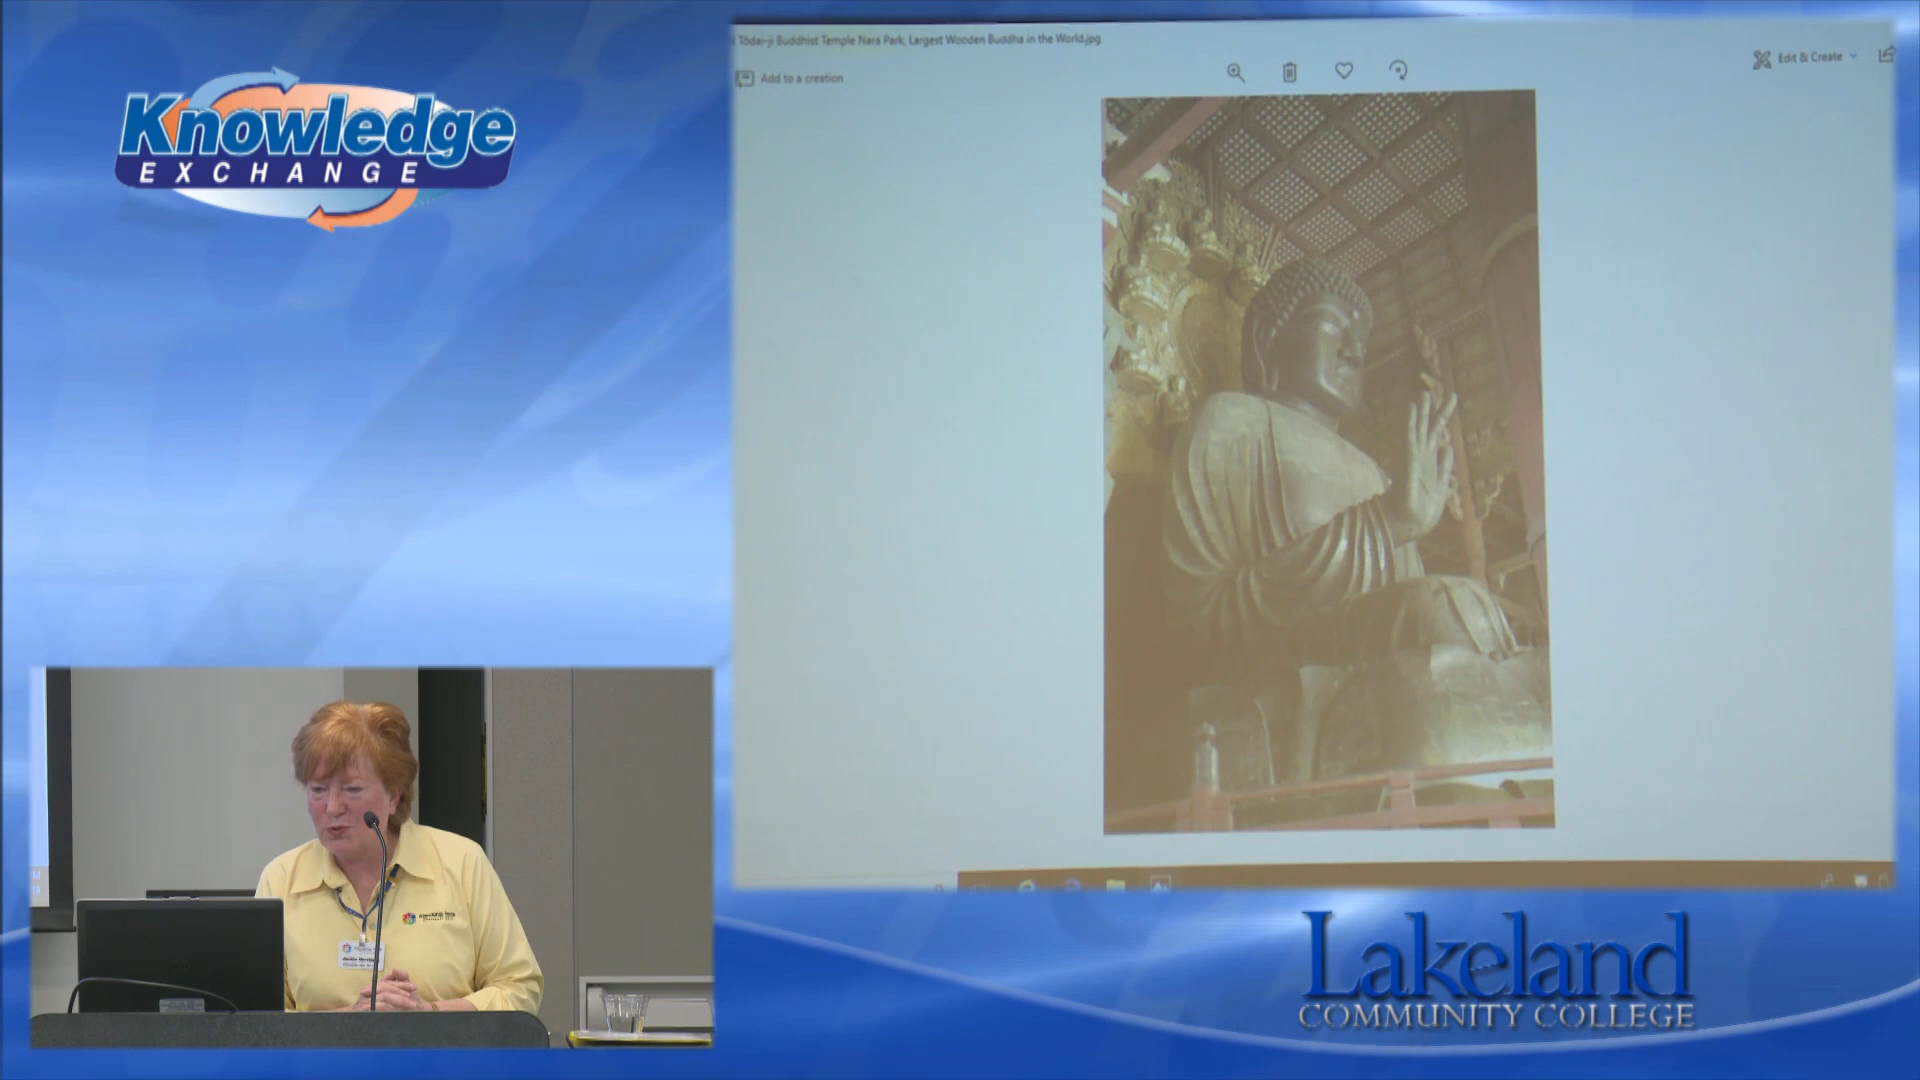 Knowledge
EXCHANGE
Tōdai-ji Buddhist Temple Nara Park, Largest Wooden Buddha in the World.jpg
Add to a creation
Edit & Create
Lakeland
COMMUNITY COLLEGE